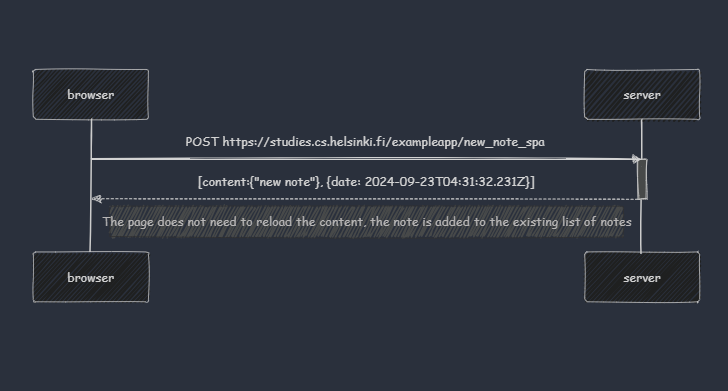 browser
server
POST https://studies.cs.helsinki.fi/exampleapp/new_note_spa
[content:{"new note"}, {date: 2024-09-23T04:31:32.231Z}]
The page does not need to reload the content, the note is added to the existing list of notes
browser
server